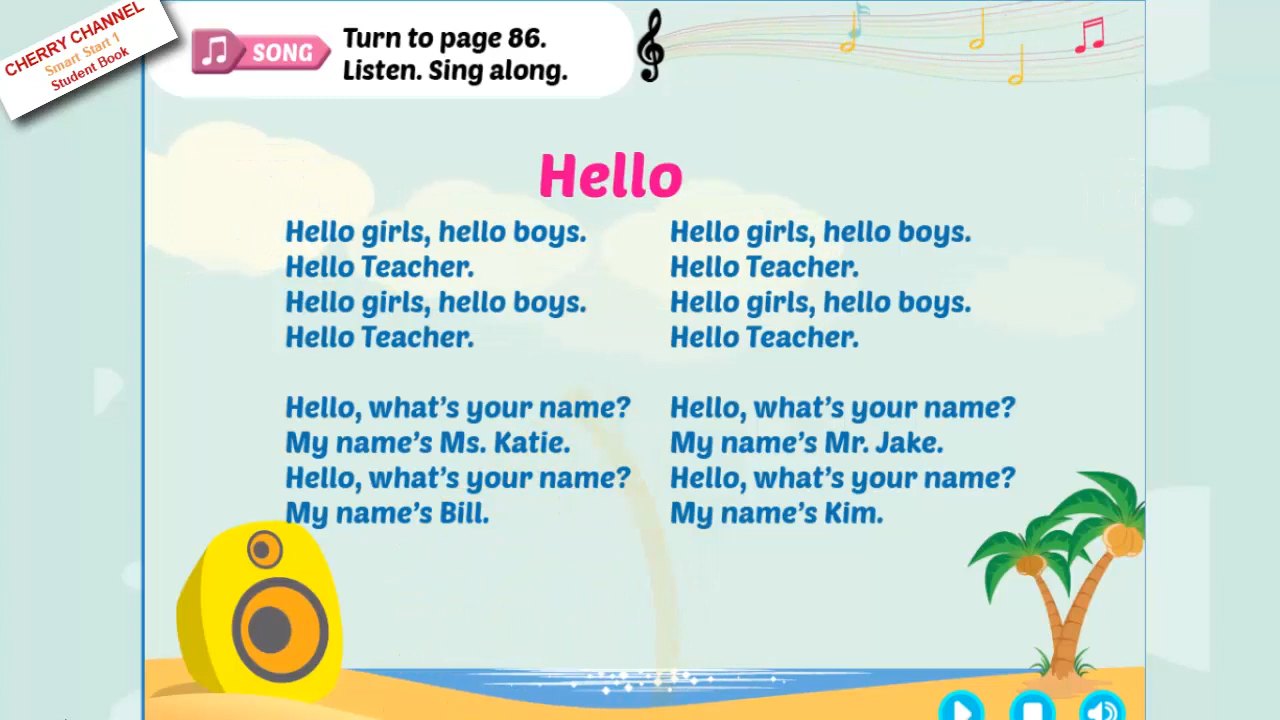 CHERRY CHANNEL
Smart Start 1
Student Book
SONG
Turn to page 86.
Listen. Sing along.
Hello
Hello girls, hello boys.
Hello Teacher.
Hello girls, hello boys.
Hello Teacher.
Hello, what's your name?
My name's Ms. Katie.
Hello, what's your name?
My name's Bill.
Hello girls, hello boys.
Hello Teacher.
Hello girls, hello boys.
Hello Teacher.
Hello, what's your name?
My name's Mr. Jake.
Hello, what's your name?
My name's Kim.